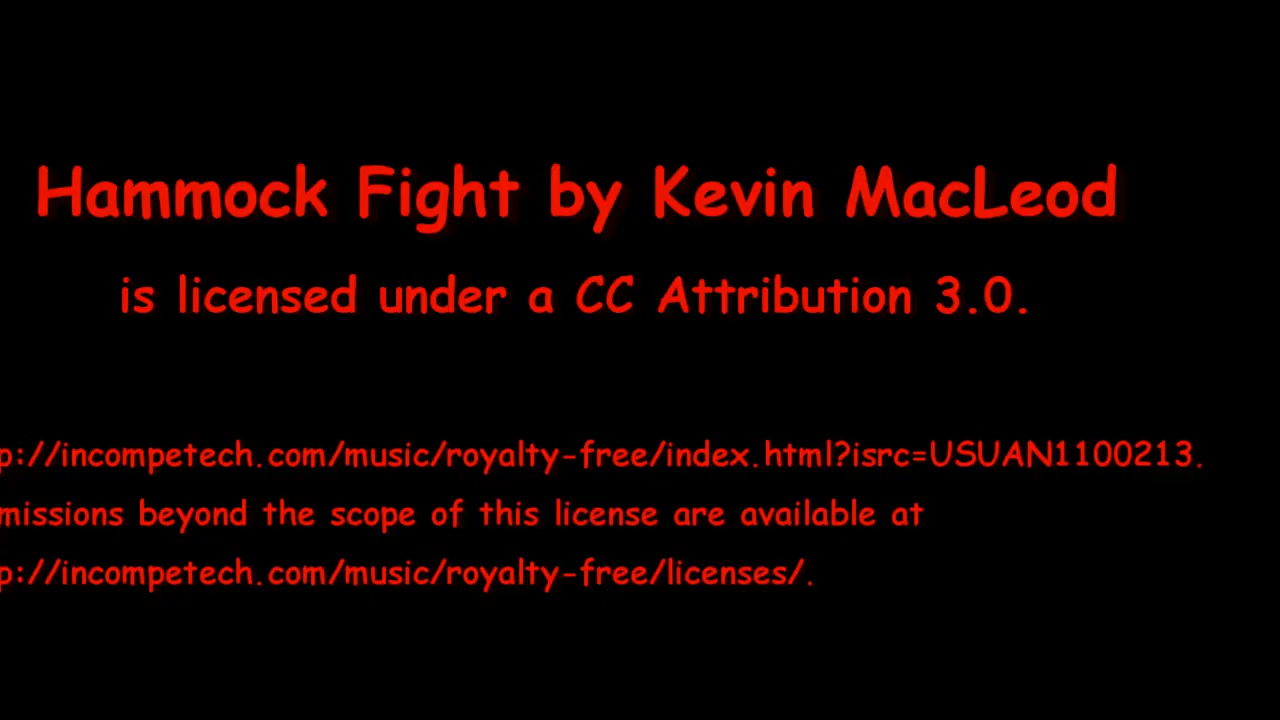 Hammock Fight by Kevin MacLeod
is licensed under a CC Attribution 3.0.
p://incompetech.com/music/royalty-free/index.html?isrc=USUAN1100213.
missions beyond the scope of this license are available at
p://incompetech.com/music/royalty-free/licenses/.